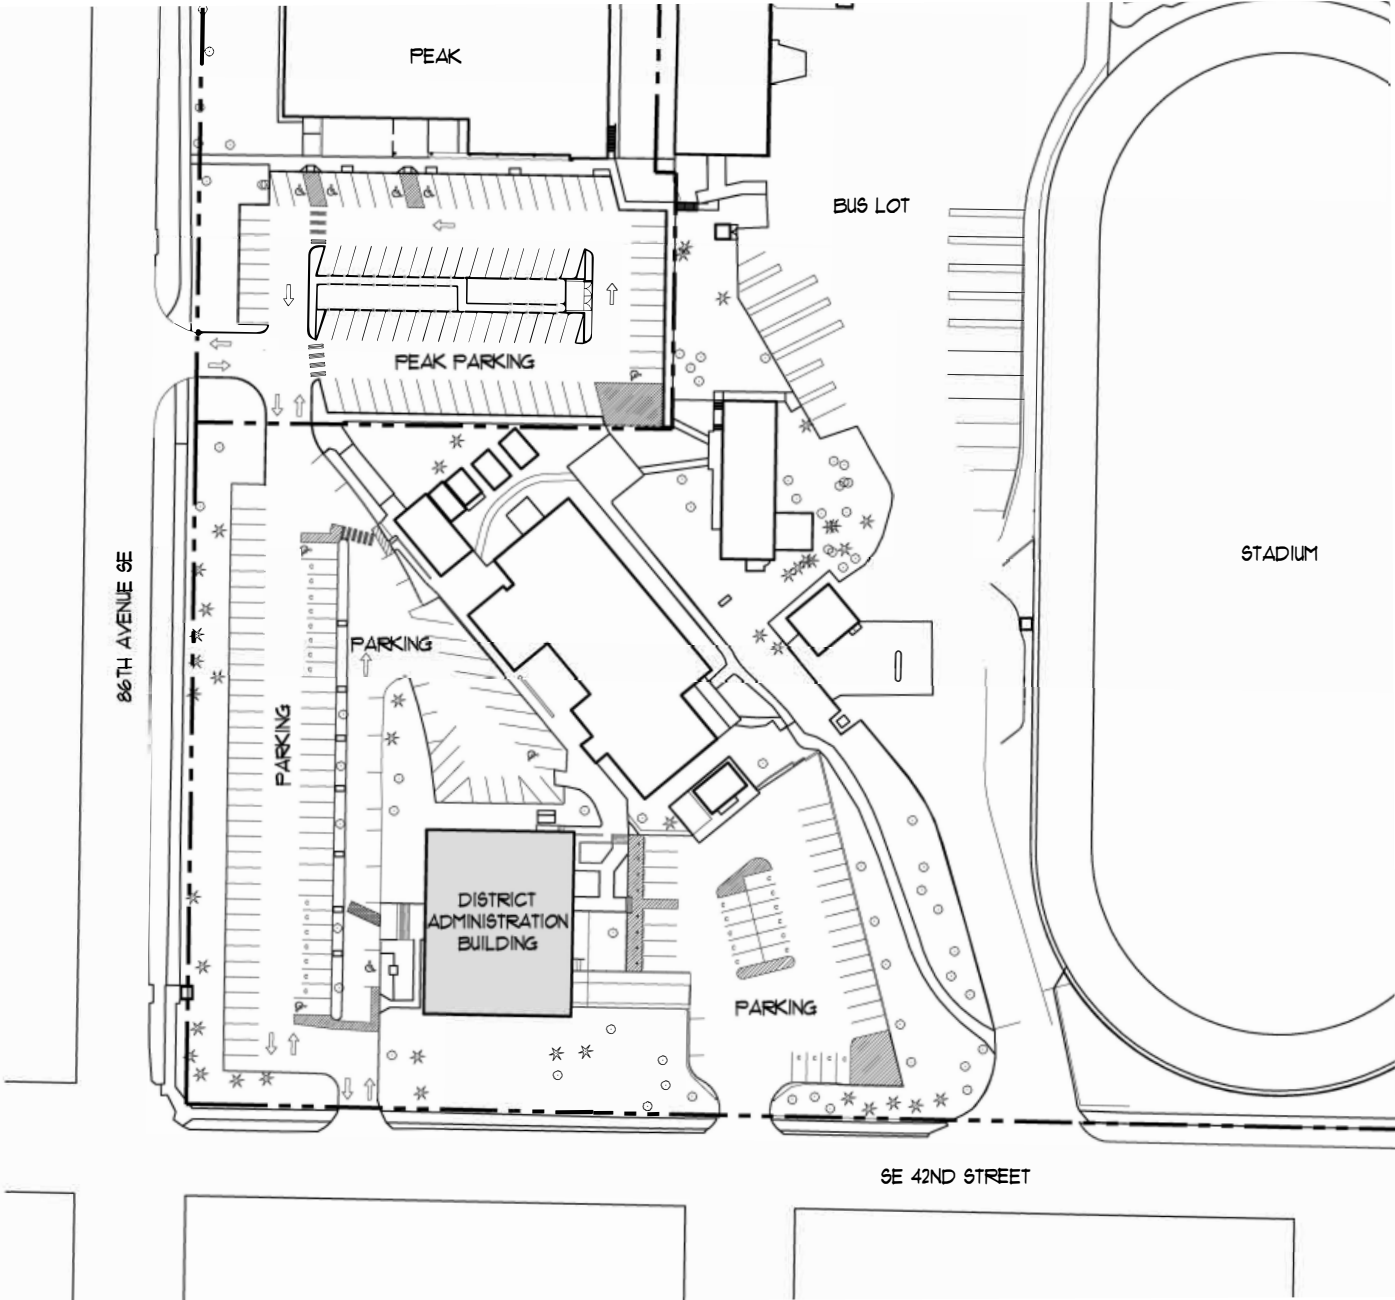 PEAK
BUS LOT
PEAK PARKING
STADIUM
86TH AVENUE SE
PARKING
PARKING
DISTRICT
ADMINISTRATION
BUILDING
PARKING
SE 42ND STREET